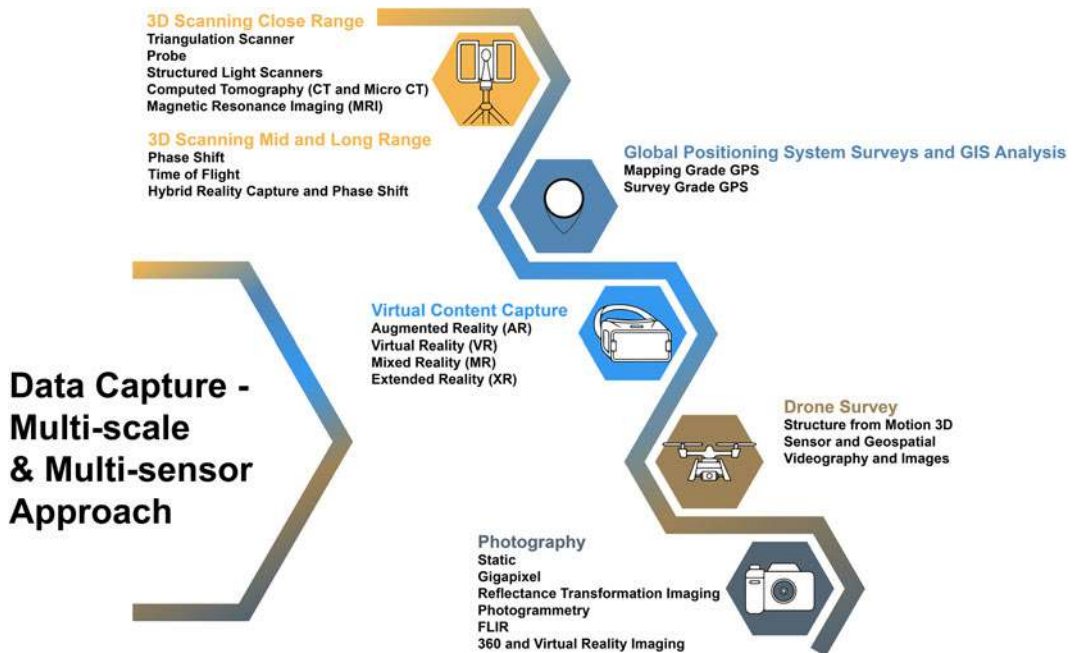 3D Scanning Close Range
Triangulation Scanner
Probe
Structured Light Scanners
Computed Tomography (CT and Micro CT)
Magnetic Resonance Imaging (MRI)
3D Scanning Mid and Long Range
Phase Shift
Time of Flight
Hybrid Reality Capture and Phase Shift
Global Positioning System Surveys and GIS Analysis
Mapping Grade GPS
Survey Grade GPS
Virtual Content Capture
Augmented Reality (AR)
Virtual Reality (VR)
Mixed Reality (MR)
Extended Reality (XR)
Data Capture -
Multi-scale
& Multi-sensor
Approach
Drone Survey
Structure from Motion 3D
Sensor and Geospatial
Videography and Images
Photography
Static
Gigapixel
Reflectance Transformation Imaging
Photogrammetry
FLIR
360 and Virtual Reality Imaging